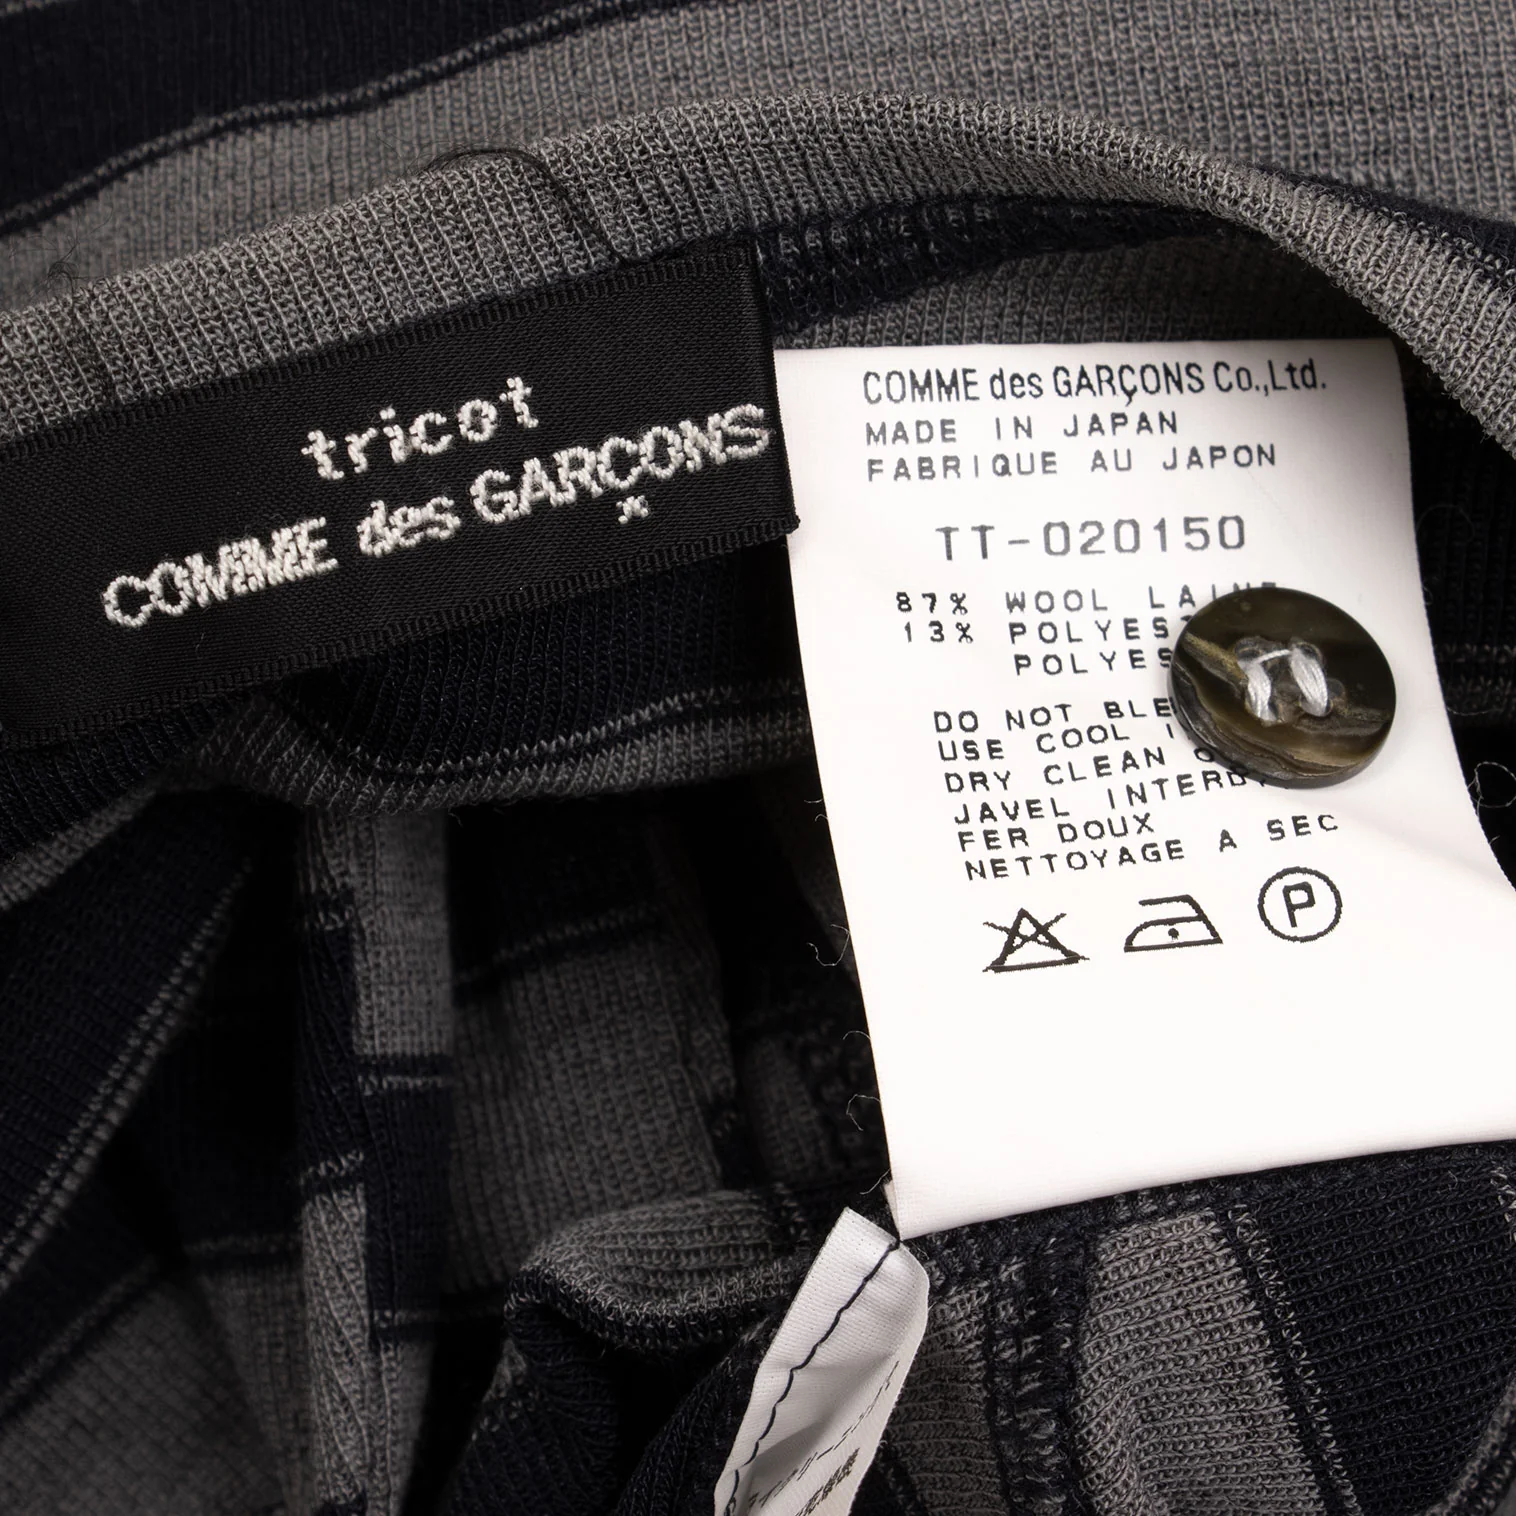 tricot
COMME des GARÇONS
COMME des GARÇONS Co.,Ltd.
MADE IN JAPAN
FABRIQUE AU JAPON
TT-020150
87% WOOL LAINE
13% POLYES
POLYES
DO NOT BLE
USE COOL
DRY CLEAN
JAVEL INTERD
FER DOUX
NETTOYAGE A SEC
P